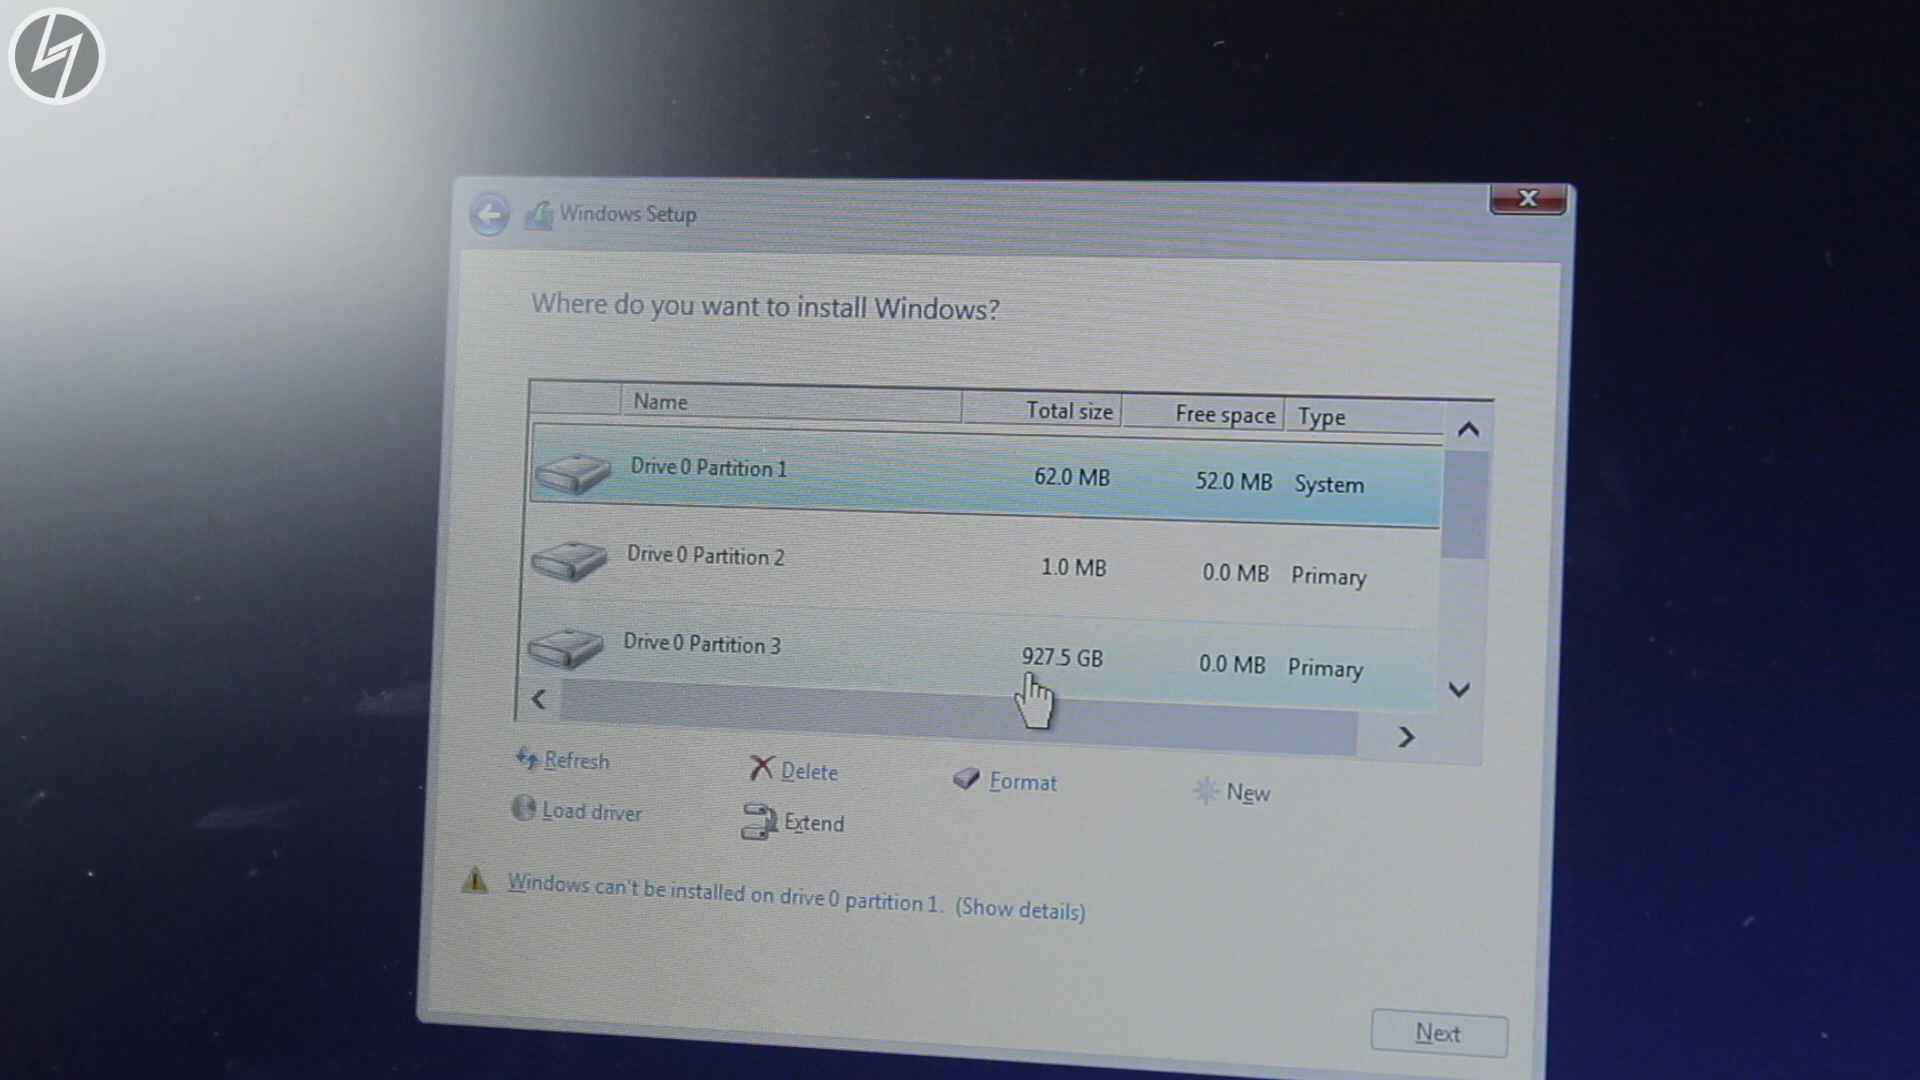 Windows Setup
Where do you want to install Windows?
Name Total size Free space Type
Drive 0 Partition 1 62.0 MB 52.0 MB System
Drive 0 Partition 2 1.0 MB 0.0 MB Primary
Drive 0 Partition 3 927.5 GB 0.0 MB Primary
Refresh Delete Format New
Load driver Extend
Windows can't be installed on drive 0 partition 1. (Show details)
Next